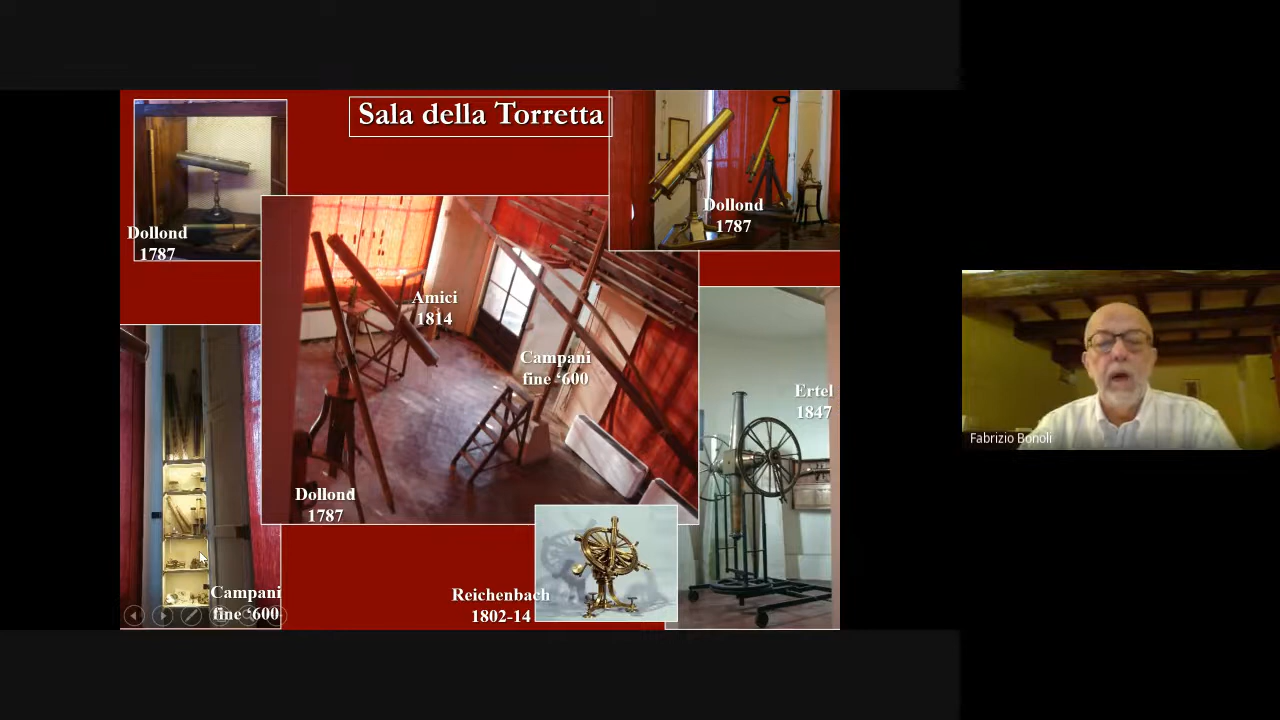 Sala della Torretta
Dollond
1787
Dollond
1787
Amici
1814
Campani
fine ‘600
Ertel
1847
Dollond
1787
Campani
fine ‘600
Reichenbach
1802-14
Fabrizio Bonoli